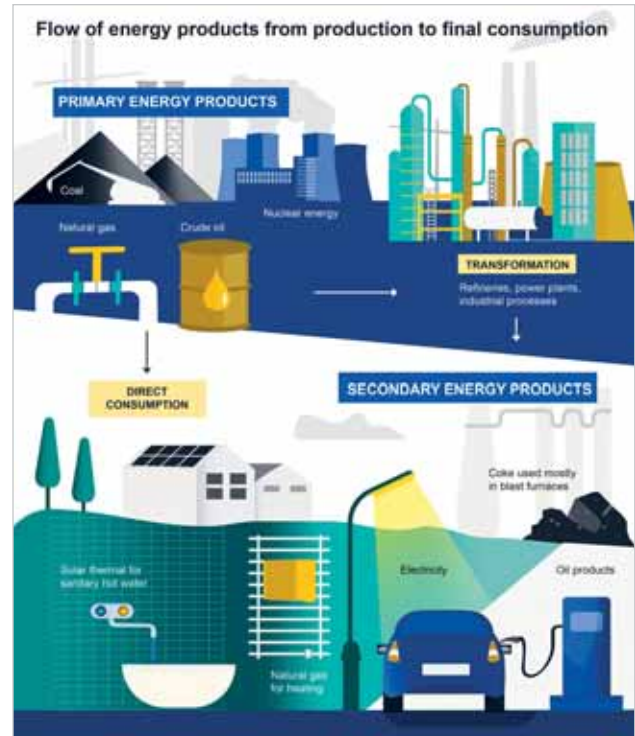 Flow of energy products from production to final consumption
PRIMARY ENERGY PRODUCTS
Coal
Nuclear energy
Natural gas
Crude oil
TRANSFORMATION
Refineries, power plants,
industrial processes
DIRECT
CONSUMPTION
SECONDARY ENERGY PRODUCTS
Coke used mostly
in blast furnaces
Solar thermal for
sanitary hot water
Electricity
Oil products
Natural gas
for heating